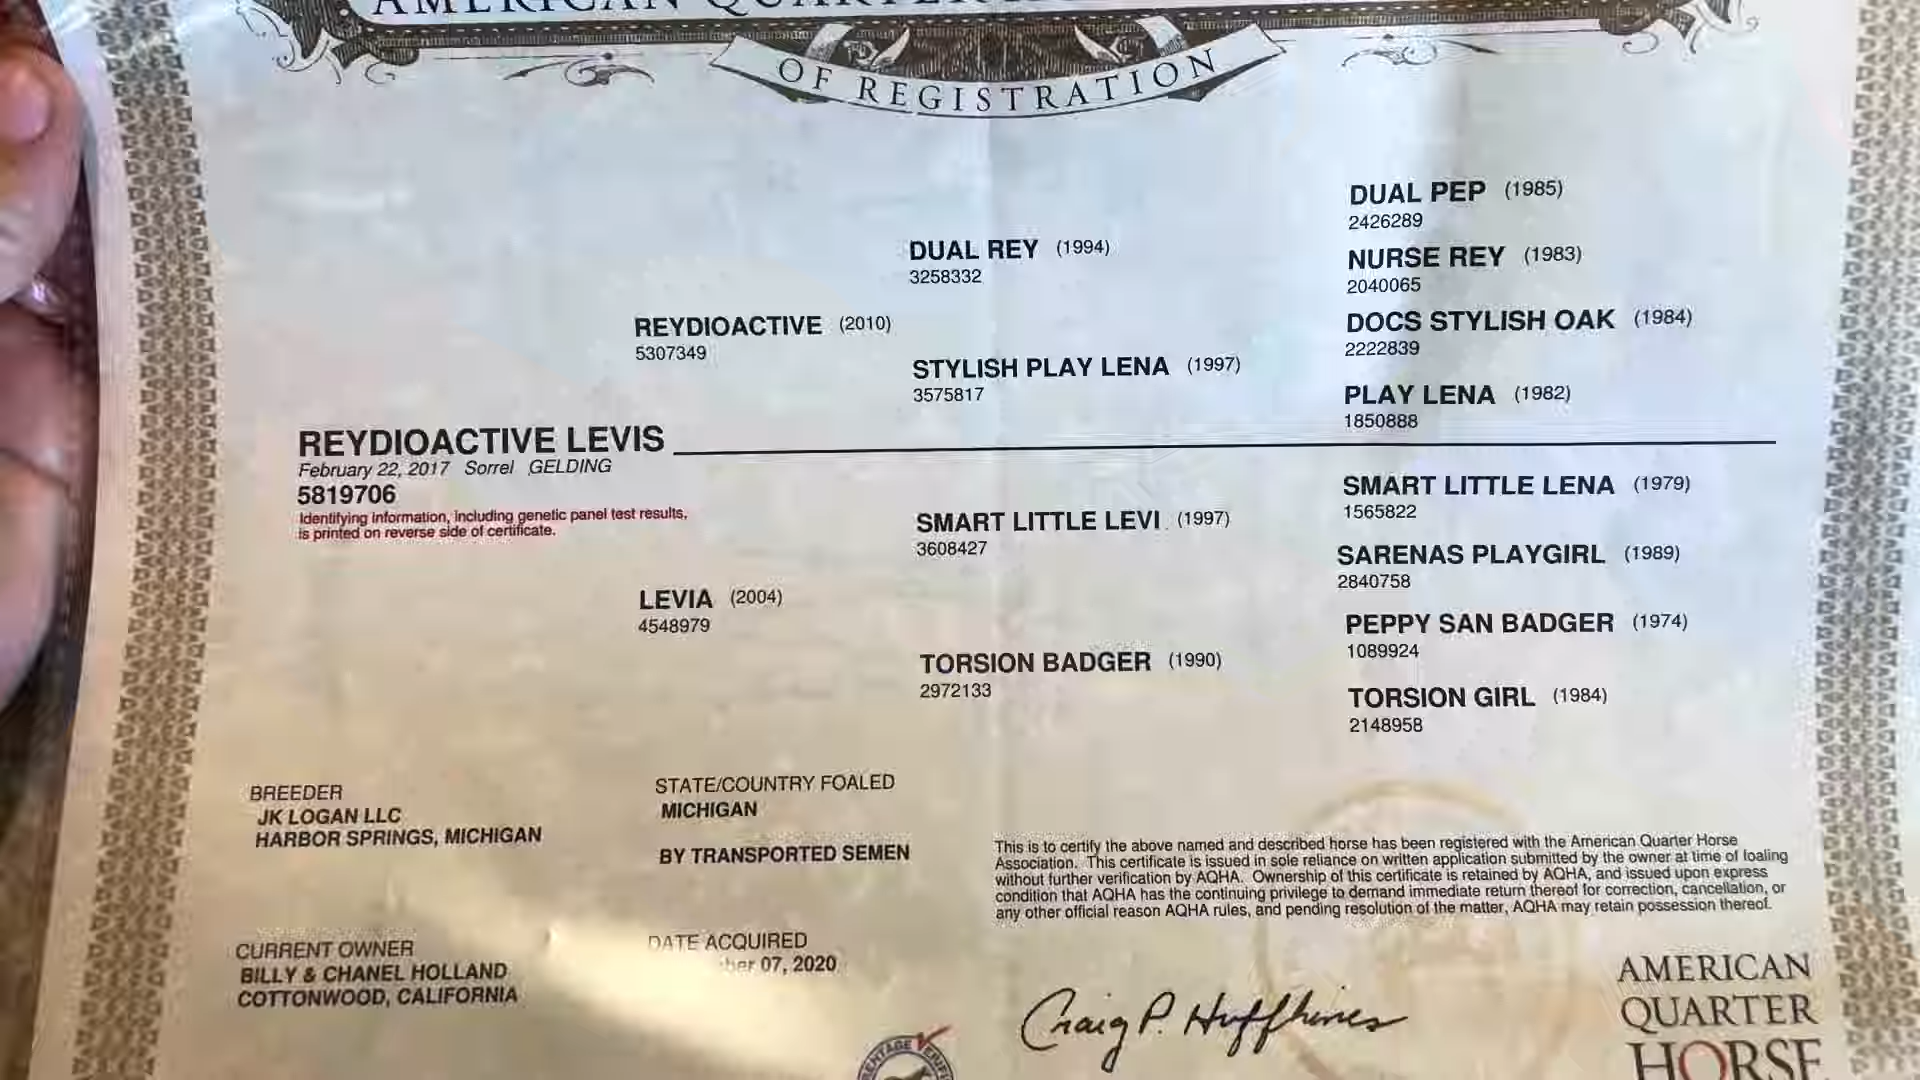 AMERICAN QUARTER
OF REGISTRATION
DUAL PEP (1985)
2426289
DUAL REY (1994)
3258332
NURSE REY (1983)
2040065
REYDIOACTIVE (2010)
5307349
DOCS STYLISH OAK (1984)
2222839
STYLISH PLAY LENA (1997)
3575817
PLAY LENA (1982)
1850888
REYDIOACTIVE LEVIS
February 22, 2017 Sorrel GELDING
5819706
Identifying information, including genetic panel test results,
is printed on reverse side of certificate.
SMART LITTLE LENA (1979)
1565822
SMART LITTLE LEVI (1997)
3608427
SARENAS PLAYGIRL (1989)
2840758
LEVIA (2004)
4548979
PEPPY SAN BADGER (1974)
1089924
TORSION BADGER (1990)
2972133
TORSION GIRL (1984)
2148958
BREEDER
JK LOGAN LLC
HARBOR SPRINGS, MICHIGAN
STATE/COUNTRY FOALED
MICHIGAN
BY TRANSPORTED SEMEN
This is to certify the above named and described horse has been registered with the American Quarter Horse
Association. This certificate is issued in sole reliance on written application submitted by the owner at time of foaling
without further verification by AQHA. Ownership of this certificate is retained by AQHA, and issued upon express
condition that AQHA has the continuing privilege to demand immediate return thereof for correction, cancellation, or
any other official reason AQHA rules, and pending resolution of the matter, AQHA may retain possession thereof.
CURRENT OWNER
BILLY & CHANEL HOLLAND
COTTONWOOD, CALIFORNIA
DATE ACQUIRED
07, 2020
Craig P. Huffhines
AMERICAN
QUARTER
HORSE